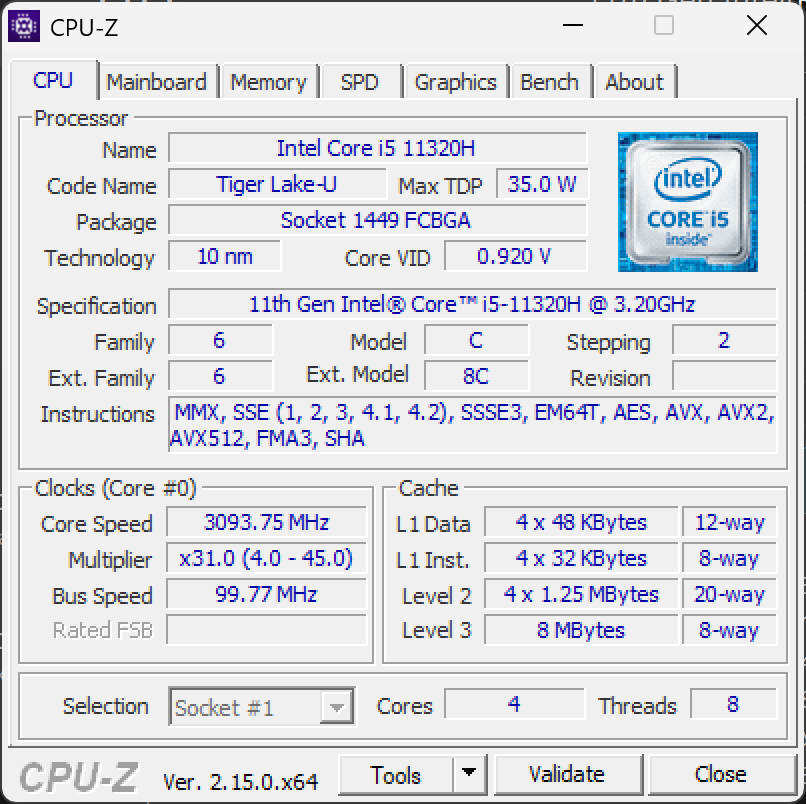 CPU-Z
CPU Mainboard Memory SPD Graphics Bench About
Processor
Name Intel Core i5 11320H
Code Name Tiger Lake-U Max TDP 35.0 W
Package Socket 1449 FCBGA
Technology 10 nm Core VID 0.920 V
intel
CORE i5
inside™
Specification 11th Gen Intel® Core™ i5-11320H @ 3.20GHz
Family 6 Model C Stepping 2
Ext. Family 6 Ext. Model 8C Revision
Instructions MMX, SSE (1, 2, 3, 4.1, 4.2), SSSE3, EM64T, AES, AVX, AVX2,
AVX512, FMA3, SHA
Clocks (Core #0)
Core Speed 3093.75 MHz
Multiplier x31.0 (4.0 - 45.0)
Bus Speed 99.77 MHz
Rated FSB
Cache
L1 Data 4 x 48 KBytes 12-way
L1 Inst. 4 x 32 KBytes 8-way
Level 2 4 x 1.25 MBytes 20-way
Level 3 8 MBytes 8-way
Selection Socket #1 Cores 4 Threads 8
CPU-Z Ver. 2.15.0.x64 Tools Validate Close